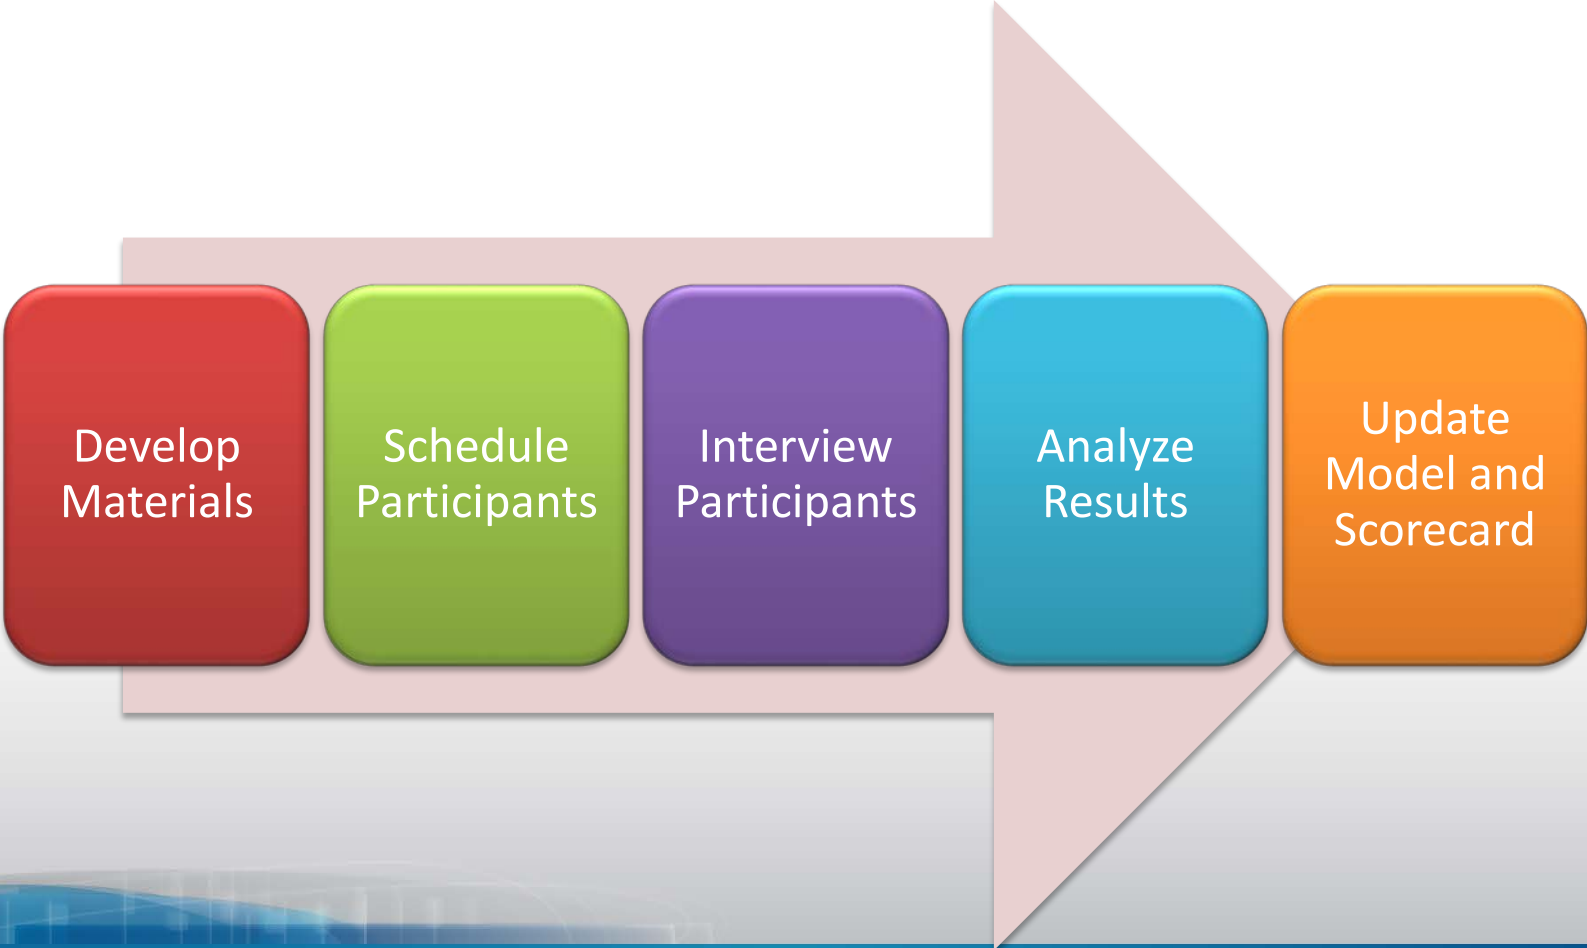 Develop
Materials
Schedule
Participants
Interview
Participants
Analyze
Results
Update
Model and
Scorecard